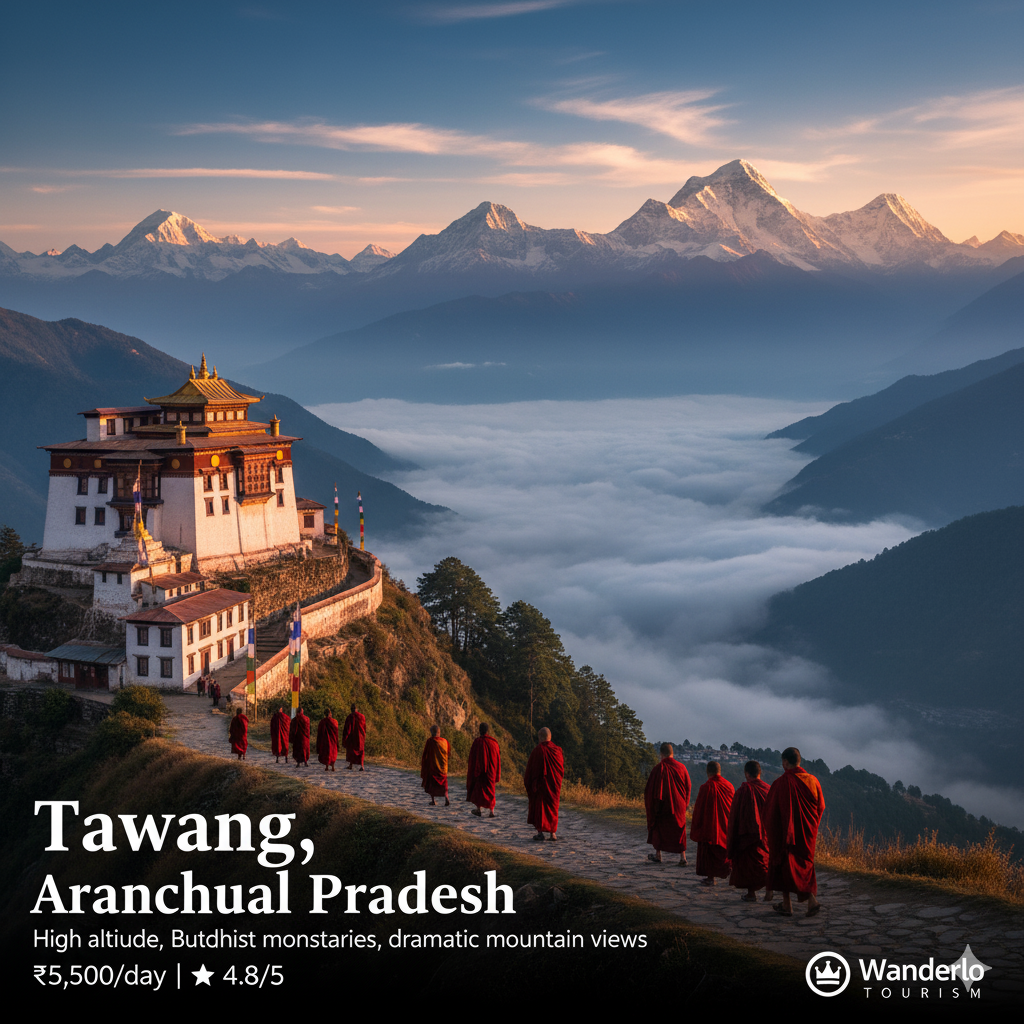 Tawang,
Aranchual Pradesh
High altiude, Butdhist monstaries, dramatic mountain views
₹5,500/day | ★ 4.8/5
Wanderlo
TOURISM